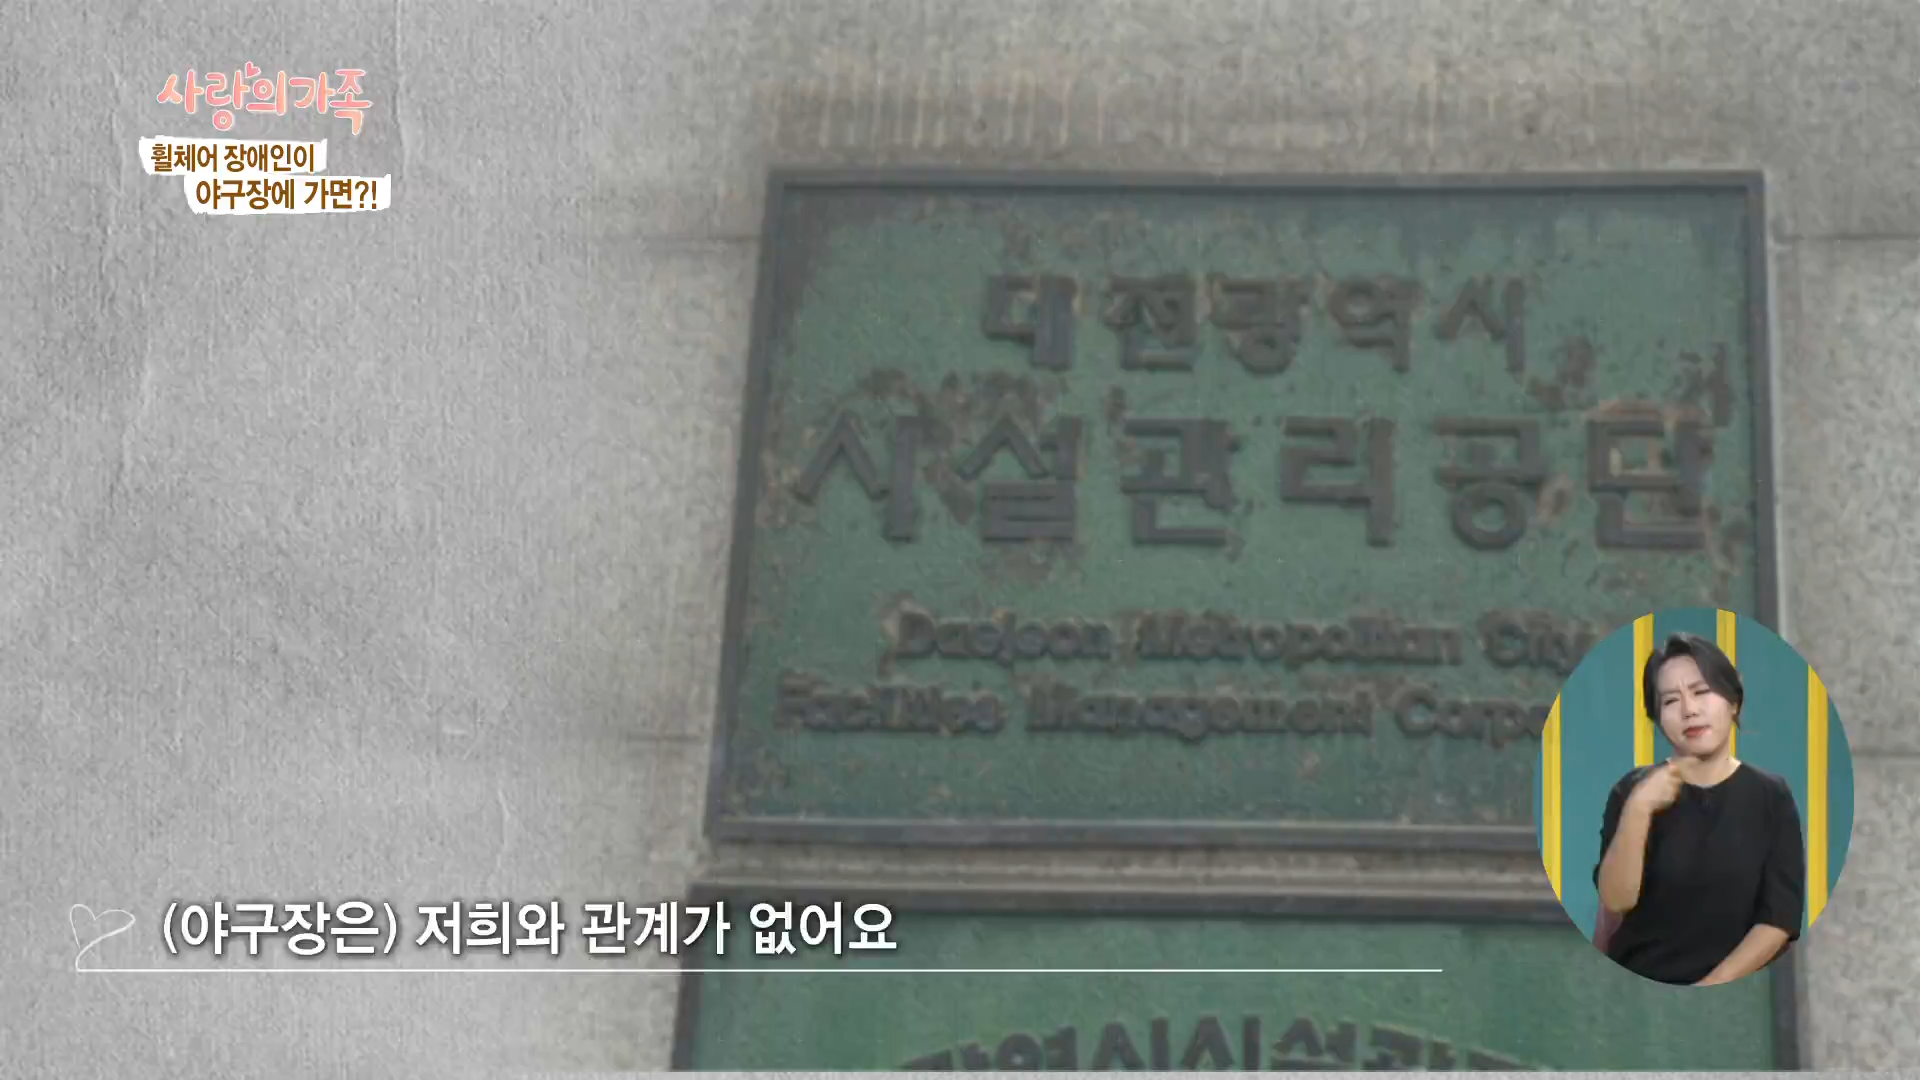 사랑의가족
휠체어 장애인이
야구장에 가면?!
대전광역시
시설관리공단
Daejeon Metropolitan City
Facilities Management
(야구장은) 저희와 관계가 없어요